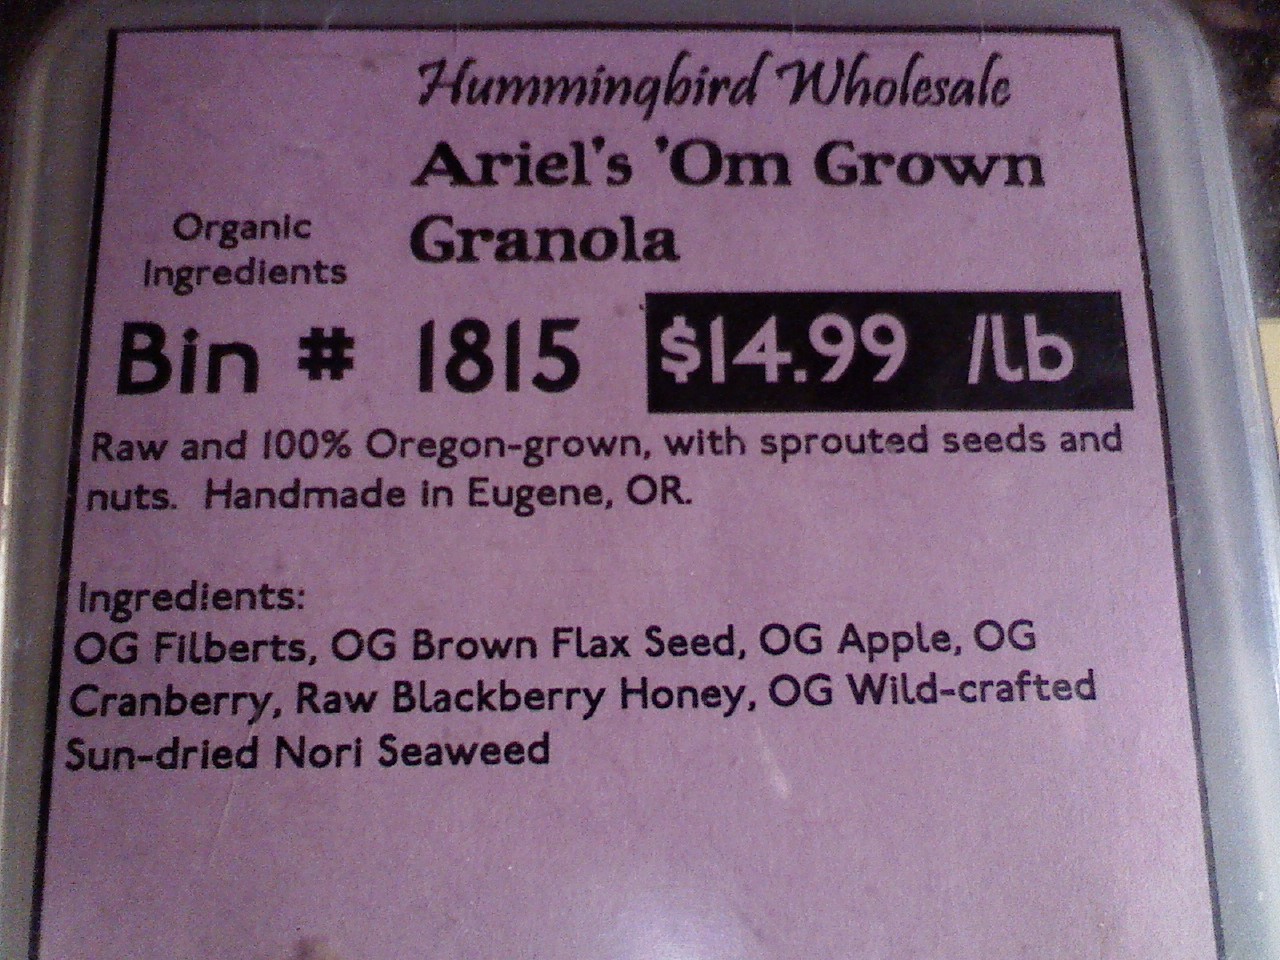 Hummingbird Wholesale
Ariel's 'Om Grown
Granola
Organic
Ingredients
Bin # 1815 $14.99 /lb
Raw and 100% Oregon-grown, with sprouted seeds and
nuts. Handmade in Eugene, OR.
Ingredients:
OG Filberts, OG Brown Flax Seed, OG Apple, OG
Cranberry, Raw Blackberry Honey, OG Wild-crafted
Sun-dried Nori Seaweed